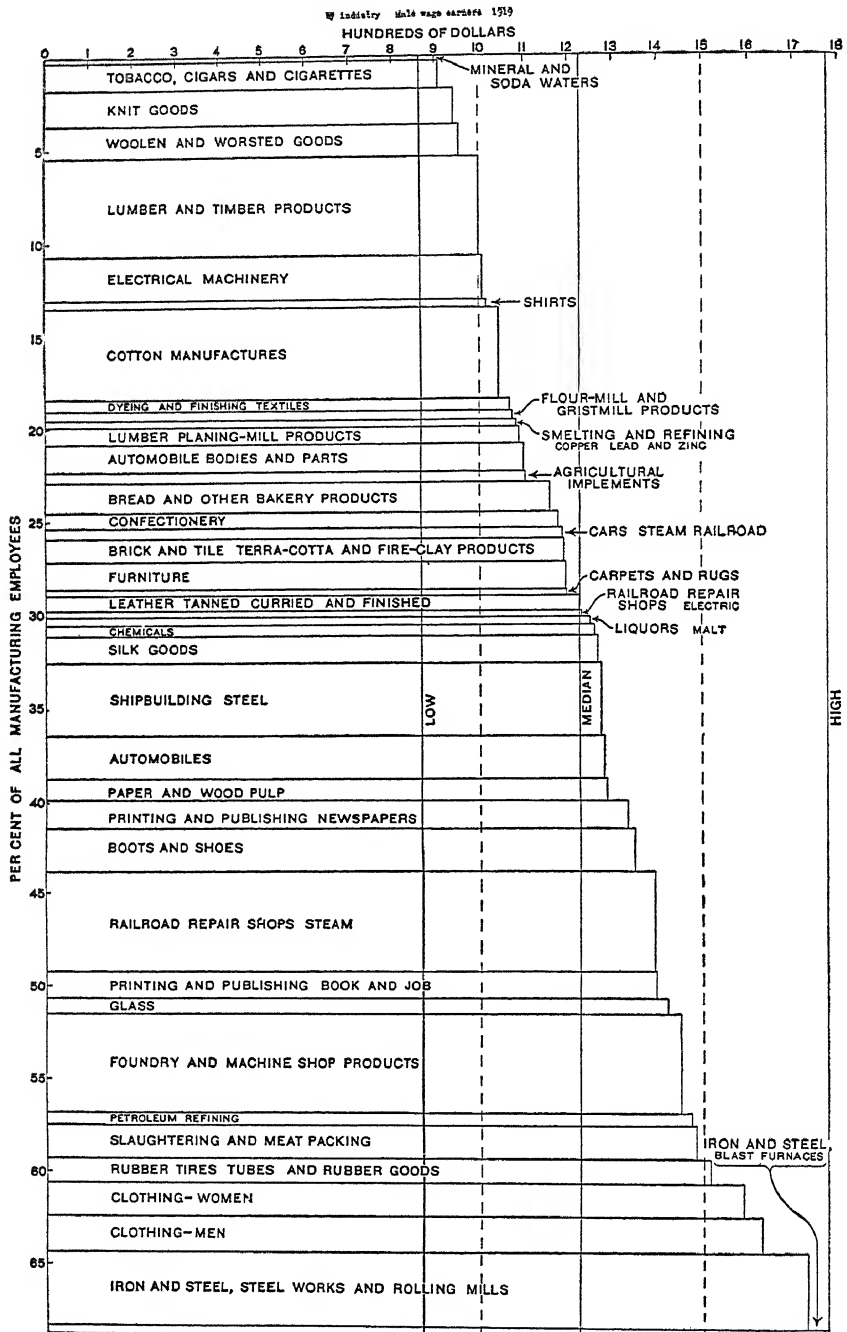 By industry Male wage earners 1919
HUNDREDS OF DOLLARS
0 1 2 3 4 5 6 7 8 9 10 11 12 13 14 15 16 17 18
MINERAL AND
SODA WATERS
TOBACCO, CIGARS AND CIGARETTES
KNIT GOODS
WOOLEN AND WORSTED GOODS
5
LUMBER AND TIMBER PRODUCTS
10
ELECTRICAL MACHINERY
SHIRTS
COTTON MANUFACTURES
15
DYEING AND FINISHING TEXTILES
FLOUR-MILL AND
GRISTMILL PRODUCTS
20
LUMBER PLANING-MILL PRODUCTS
SMELTING AND REFINING
COPPER LEAD AND ZINC
AUTOMOBILE BODIES AND PARTS
AGRICULTURAL
IMPLEMENTS
BREAD AND OTHER BAKERY PRODUCTS
25
CONFECTIONERY
CARS STEAM RAILROAD
BRICK AND TILE TERRA-COTTA AND FIRE-CLAY PRODUCTS
FURNITURE
CARPETS AND RUGS
LEATHER TANNED CURRIED AND FINISHED
RAILROAD REPAIR
SHOPS ELECTRIC
30
LIQUORS MALT
CHEMICALS
SILK GOODS
SHIPBUILDING STEEL
LOW
MEDIAN
HIGH
35
AUTOMOBILES
PAPER AND WOOD PULP
40
PRINTING AND PUBLISHING NEWSPAPERS
BOOTS AND SHOES
PER CENT OF ALL MANUFACTURING EMPLOYEES
45
RAILROAD REPAIR SHOPS STEAM
50
PRINTING AND PUBLISHING BOOK AND JOB
GLASS
FOUNDRY AND MACHINE SHOP PRODUCTS
55
PETROLEUM REFINING
SLAUGHTERING AND MEAT PACKING
IRON AND STEEL,
BLAST FURNACES
60
RUBBER TIRES TUBES AND RUBBER GOODS
CLOTHING-WOMEN
CLOTHING-MEN
65
IRON AND STEEL, STEEL WORKS AND ROLLING MILLS